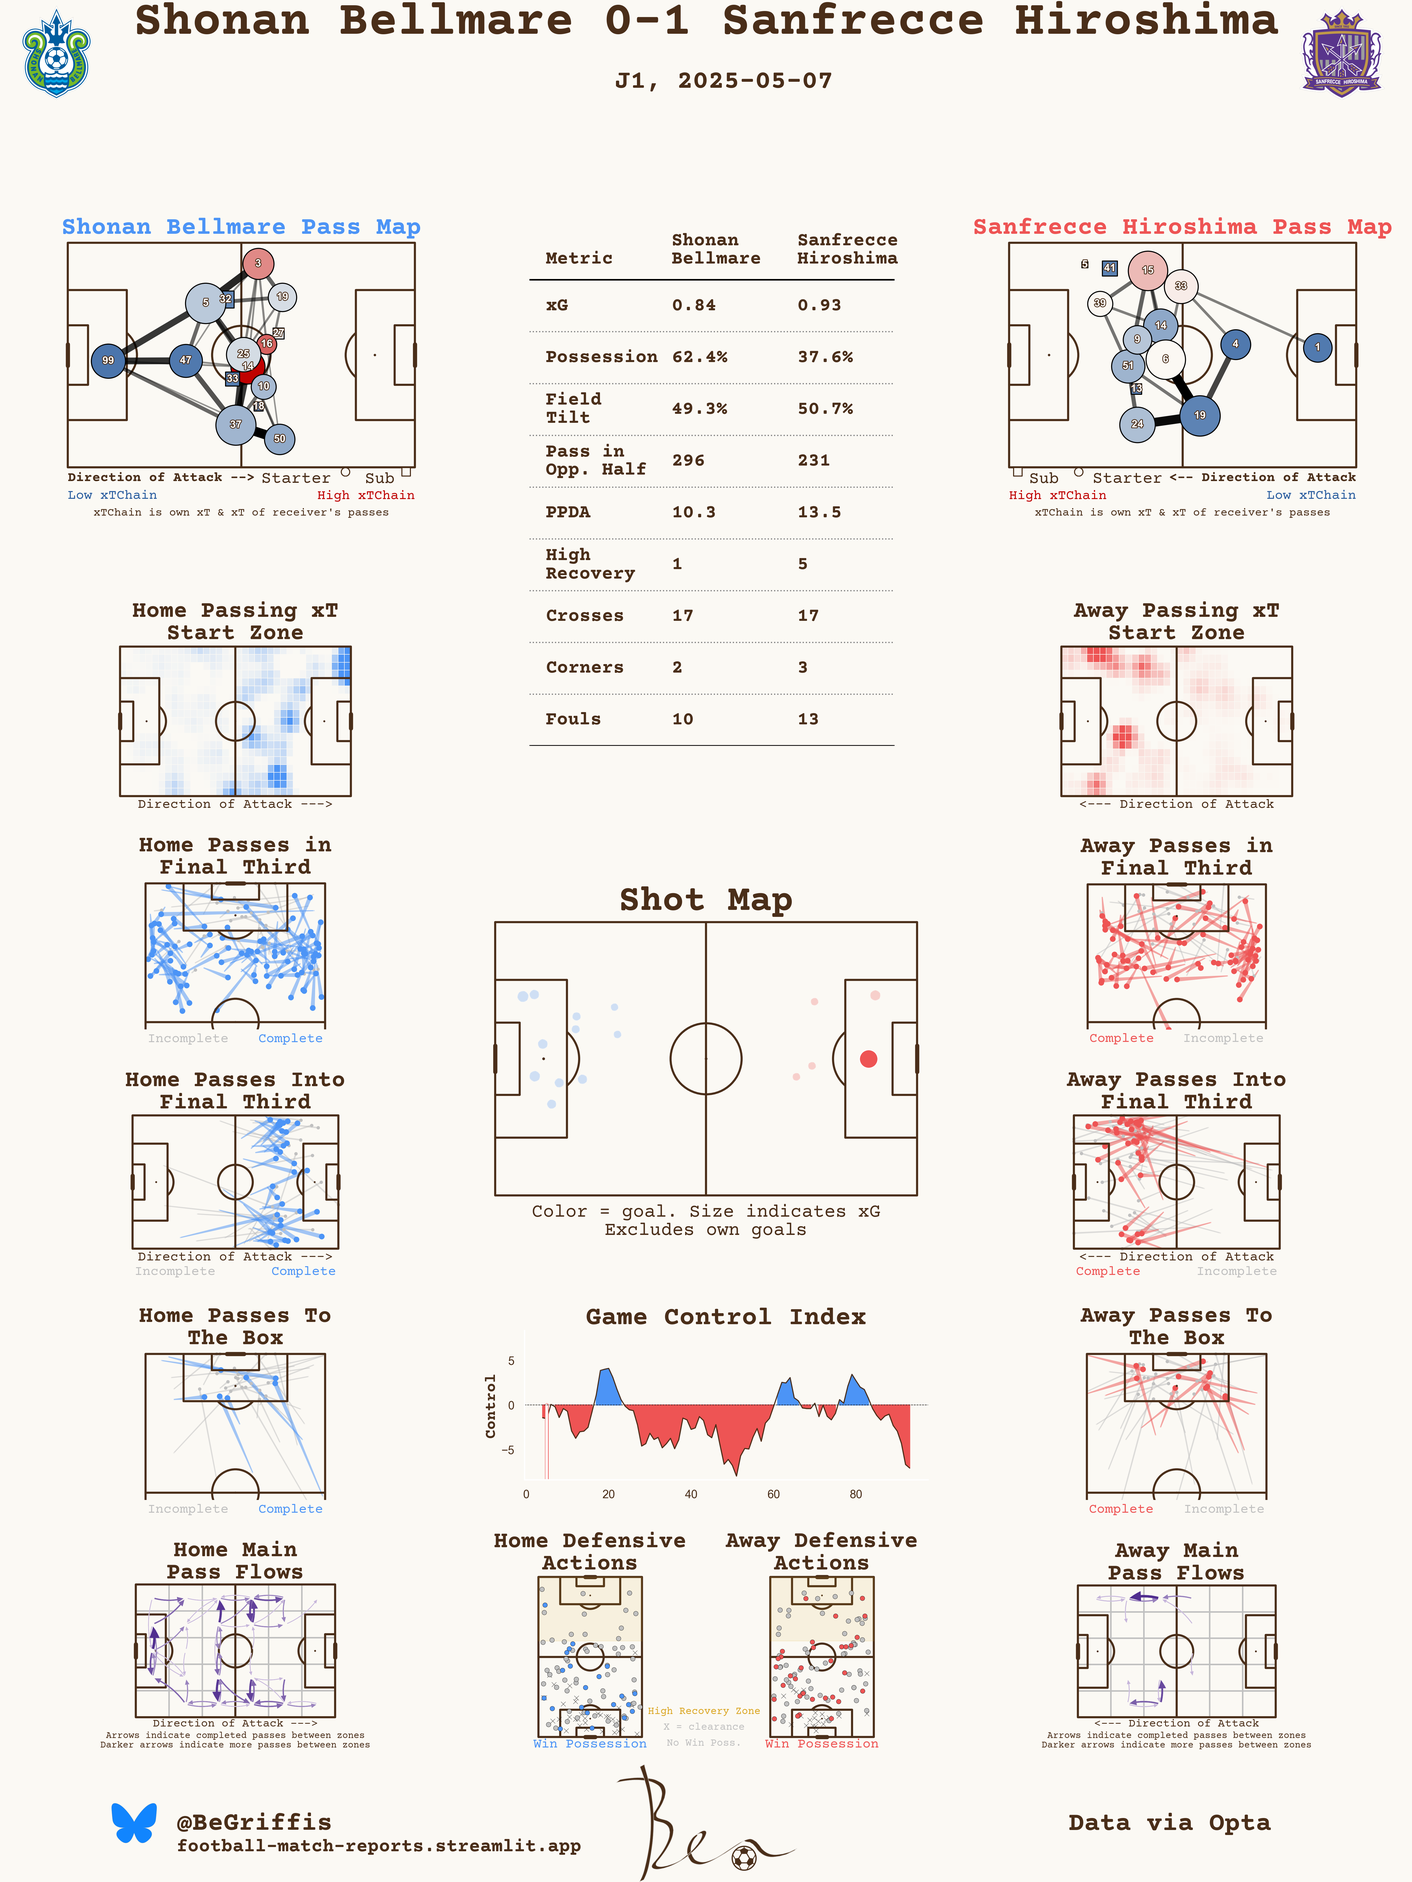 Shonan Bellmare 0-1 Sanfrecce Hiroshima
J1, 2025-05-07
SANFRECCE HIROSHIMA
Shonan Bellmare Pass Map
3
5
32
19
27
16
25
99
47
14
33
10
18
37
50
Direction of Attack --> Starter Sub
Low xTChain High xTChain
xTChain is own xT & xT of receiver's passes
Metric Shonan Bellmare Sanfrecce Hiroshima
xG 0.84 0.93
Possession 62.4% 37.6%
Field Tilt 49.3% 50.7%
Pass in Opp. Half 296 231
PPDA 10.3 13.5
High Recovery 1 5
Crosses 17 17
Corners 2 3
Fouls 10 13
Sanfrecce Hiroshima Pass Map
5
41
15
33
39
14
9
4
1
6
51
13
24
19
Sub Starter <-- Direction of Attack
High xTChain Low xTChain
xTChain is own xT & xT of receiver's passes
Home Passing xT
Start Zone
Direction of Attack --->
Away Passing xT
Start Zone
<--- Direction of Attack
Home Passes in
Final Third
Incomplete Complete
Shot Map
Color = goal. Size indicates xG
Excludes own goals
Away Passes in
Final Third
Complete Incomplete
Home Passes Into
Final Third
Direction of Attack --->
Incomplete Complete
Away Passes Into
Final Third
<--- Direction of Attack
Complete Incomplete
Home Passes To
The Box
Incomplete Complete
Game Control Index
Control
5
0
−5
0 20 40 60 80
Away Passes To
The Box
Complete Incomplete
Home Main
Pass Flows
Direction of Attack --->
Arrows indicate completed passes between zones
Darker arrows indicate more passes between zones
Home Defensive
Actions
Win Possession
Away Defensive
Actions
Win Possession
High Recovery Zone
X = clearance
No Win Poss.
Away Main
Pass Flows
<--- Direction of Attack
Arrows indicate completed passes between zones
Darker arrows indicate more passes between zones
@BeGriffis
football-match-reports.streamlit.app
Ben
Data via Opta